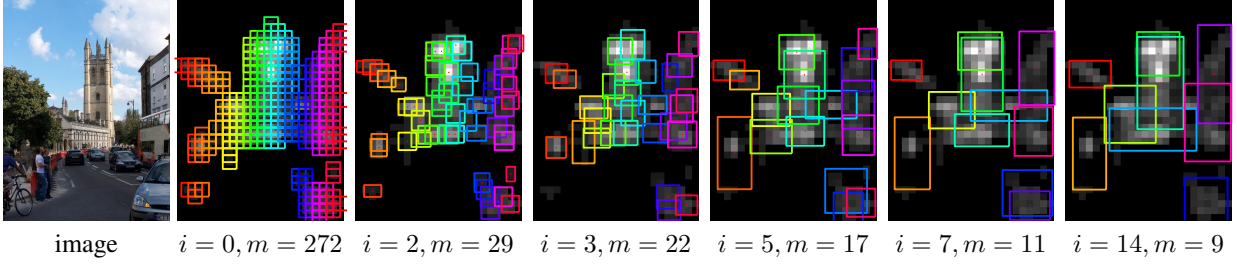 image
i = 0, m = 272
i = 2, m = 29
i = 3, m = 22
i = 5, m = 17
i = 7, m = 11
i = 14, m = 9